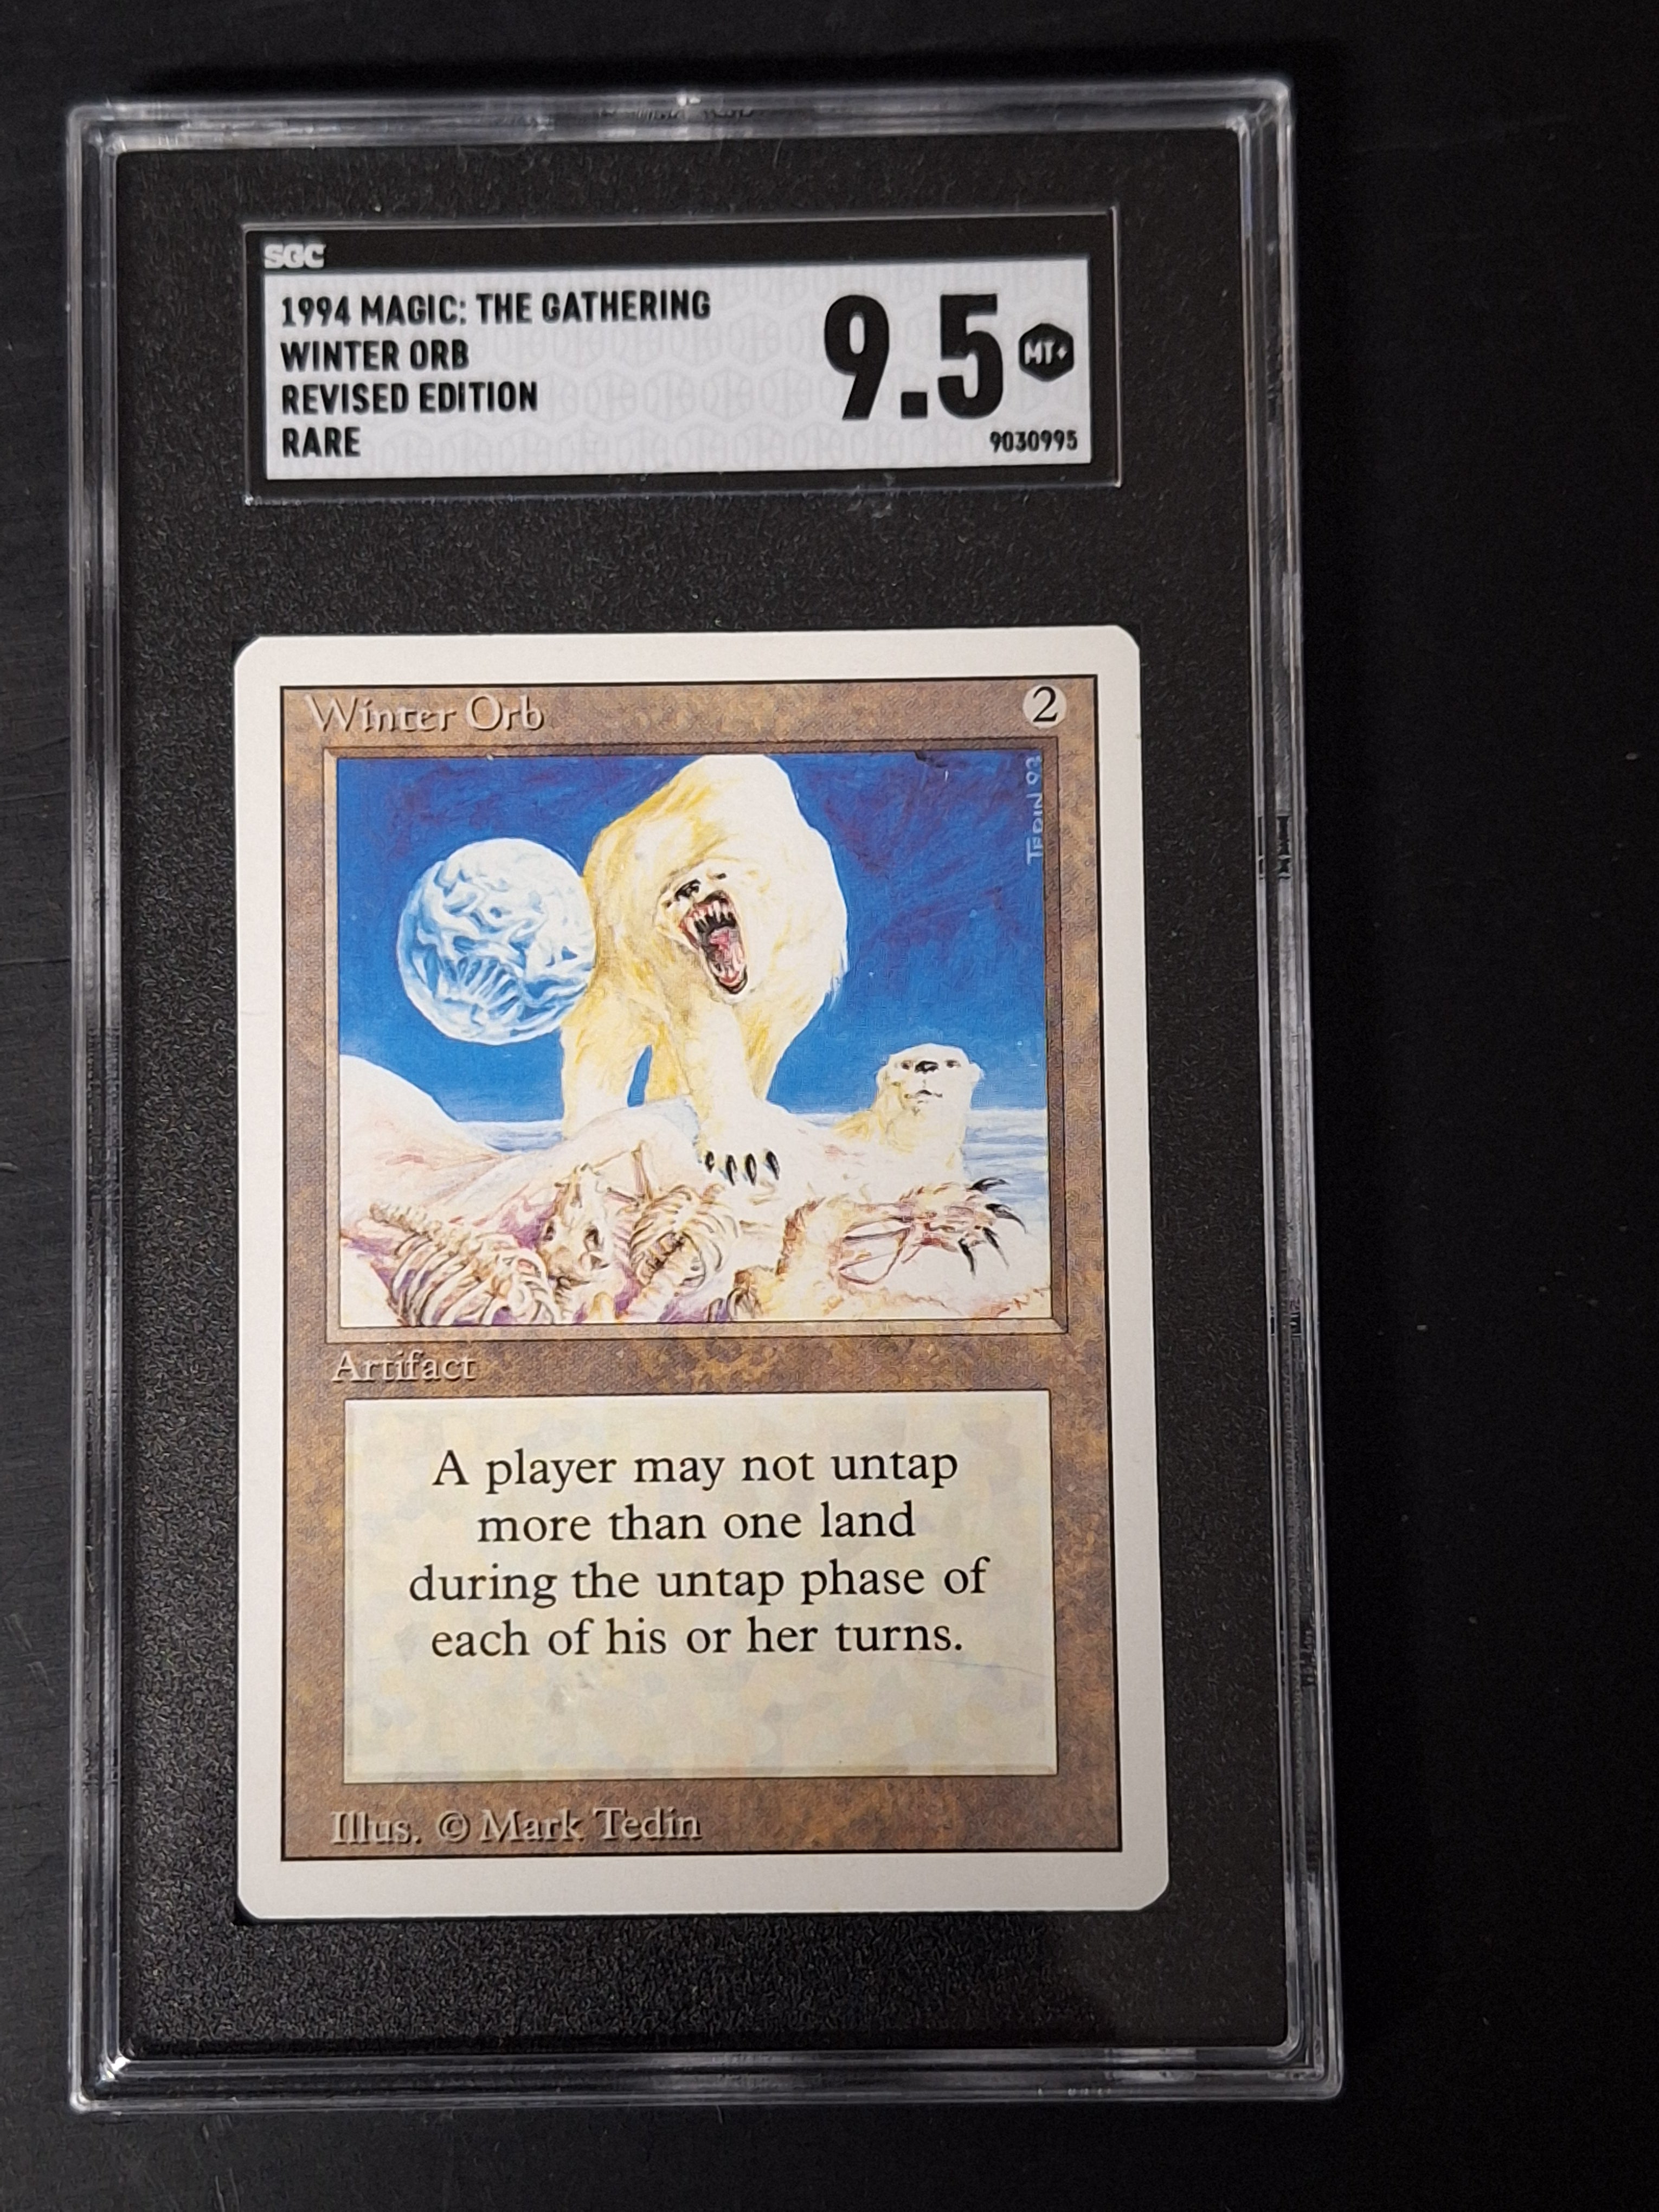 SGC
1994 MAGIC: THE GATHERING
WINTER ORB
REVISED EDITION
RARE
9.5
MT+
9030995
Winter Orb
2
TEDIN 93
Artifact
A player may not untap
more than one land
during the untap phase of
each of his or her turns.
Illus. © Mark Tedin